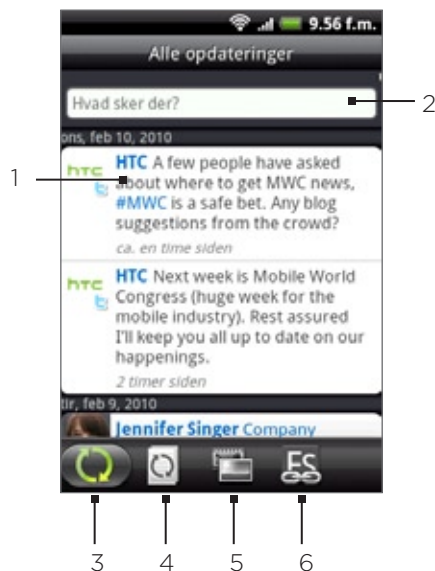 9.56 f.m.
Alle opdateringer
Hvad sker der?
2
ons, feb 10, 2010
1
hTC
HTC A few people have asked
about where to get MWC news,
#MWC is a safe bet. Any blog
suggestions from the crowd?
ca. en time siden
hTC
HTC Next week is Mobile World
Congress (huge week for the
mobile industry). Rest assured
I'll keep you all up to date on our
happenings.
2 timer siden
tir, feb 9, 2010
Jennifer Singer Company
FS
3 4 5 6